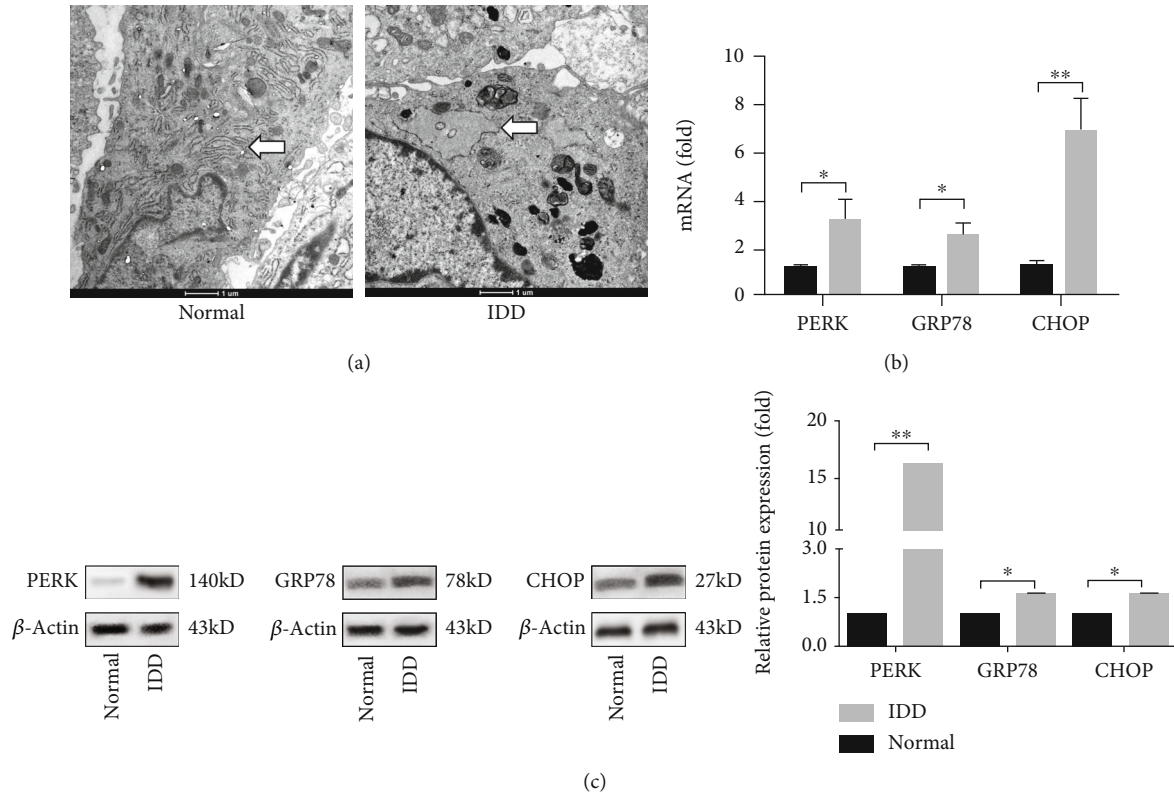 1 um
Normal
1 um
IDD
(a)
10
8
6
4
2
0
mRNA (fold)
*
*
**
PERK
GRP78
CHOP
(b)
PERK
140kD
β-Actin
43kD
Normal
IDD
GRP78
78kD
β-Actin
43kD
Normal
IDD
CHOP
27kD
β-Actin
43kD
Normal
IDD
Relative protein expression (fold)
20
15
10
3.0
1.5
0.0
**
*
*
PERK
GRP78
CHOP
IDD
Normal
(c)